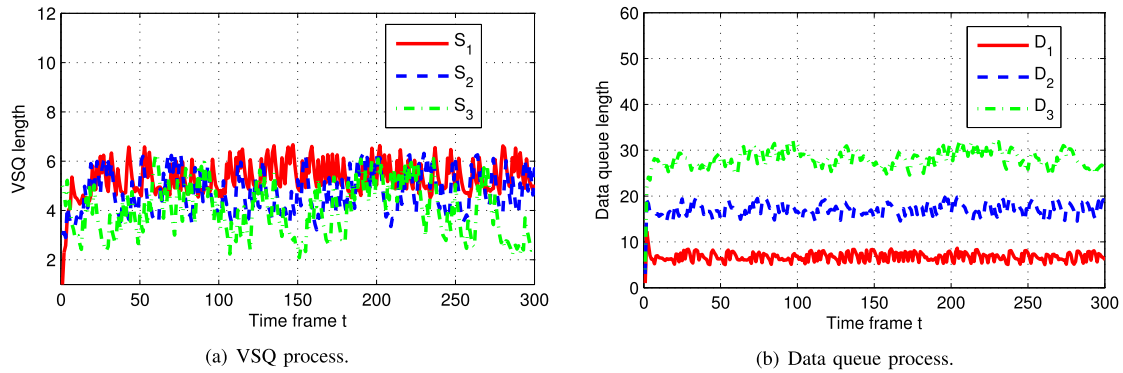 12
10
8
6
4
2
VSQ length
S1
S2
S3
0 50 100 150 200 250 300
Time frame t
(a) VSQ process.
60
50
40
30
20
10
0
Data queue length
D1
D2
D3
0 50 100 150 200 250 300
Time frame t
(b) Data queue process.